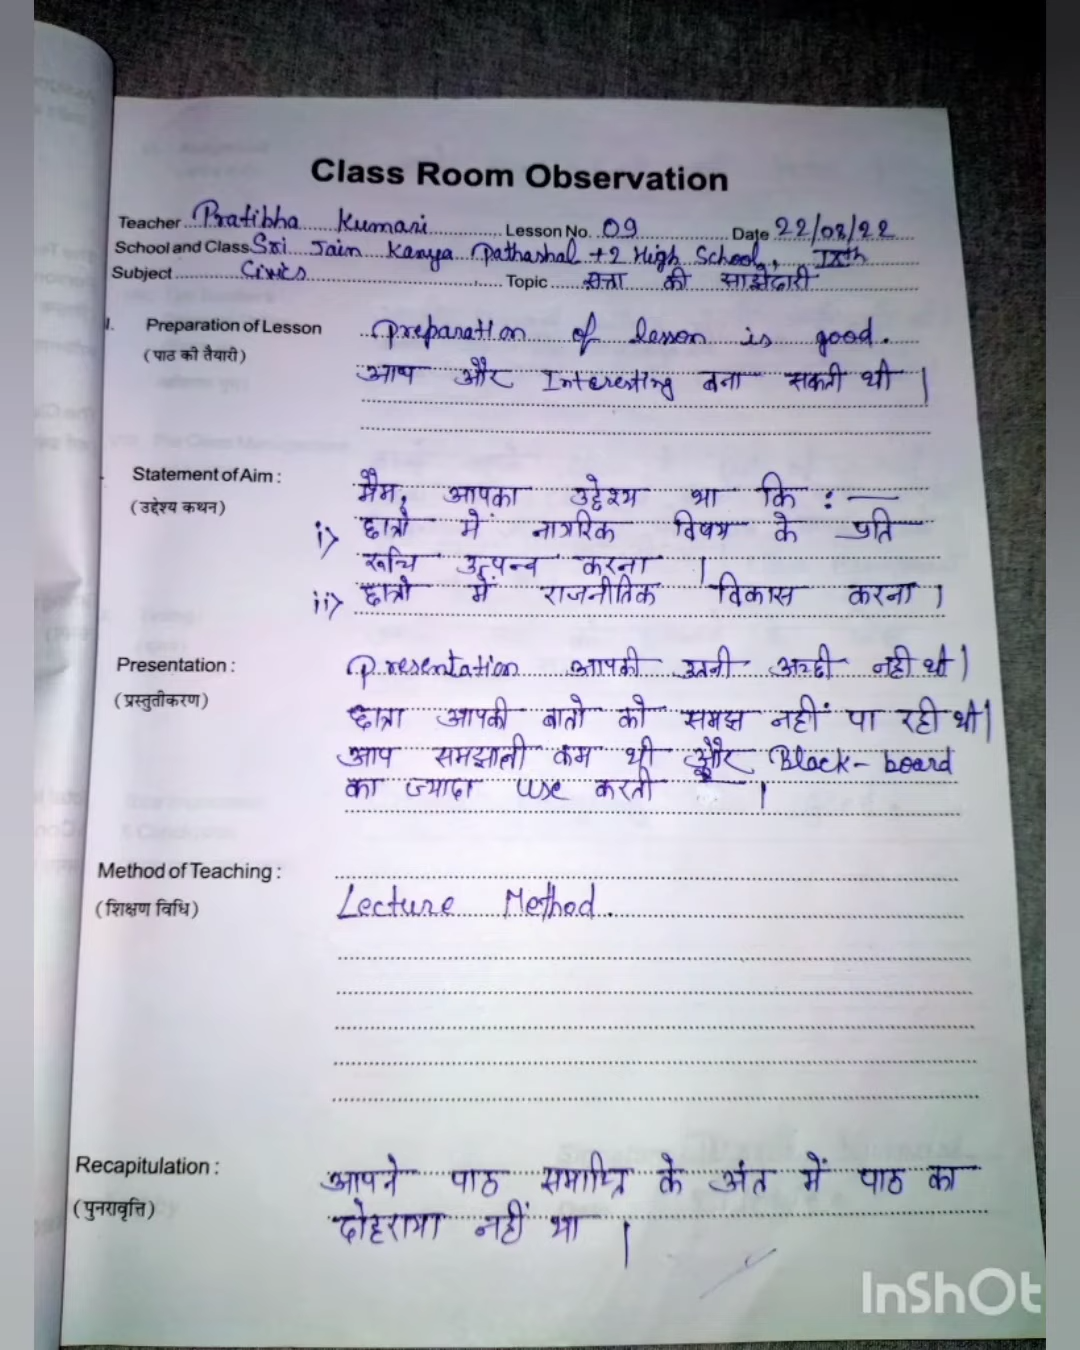 Class Room Observation
Teacher Pratibha Kumari Lesson No. 09 Date 22/08/22
School and Class Sri Jain Kanya Pathashal +2 High School, IXth
Subject Civics Topic सत्ता की साझेदारी
1. Preparation of Lesson Preparation of lesson is good.
(पाठ की तैयारी) आप और Interesting बना सकती थी |
Statement of Aim : मैम, आपका उद्देश्य था कि : —
(उद्देश्य कथन) i> छात्रो में नागरिक विषय के प्रति
रूचि उत्पन्न करना |
ii> छात्रो में राजनीतिक विकास करना |
Presentation : Presentation आपकी उतनी अच्छी नही थी |
(प्रस्तुतीकरण) छात्रा आपकी बातो को समझ नहीं पा रही थी |
आप समझाती कम थी और Black-board
का ज्यादा use करती |
Method of Teaching :
(शिक्षण विधि) Lecture Method.
Recapitulation : आपने पाठ समाप्ति के अंत में पाठ का
(पुनरावृत्ति) दोहराया नहीं था |
InShOt